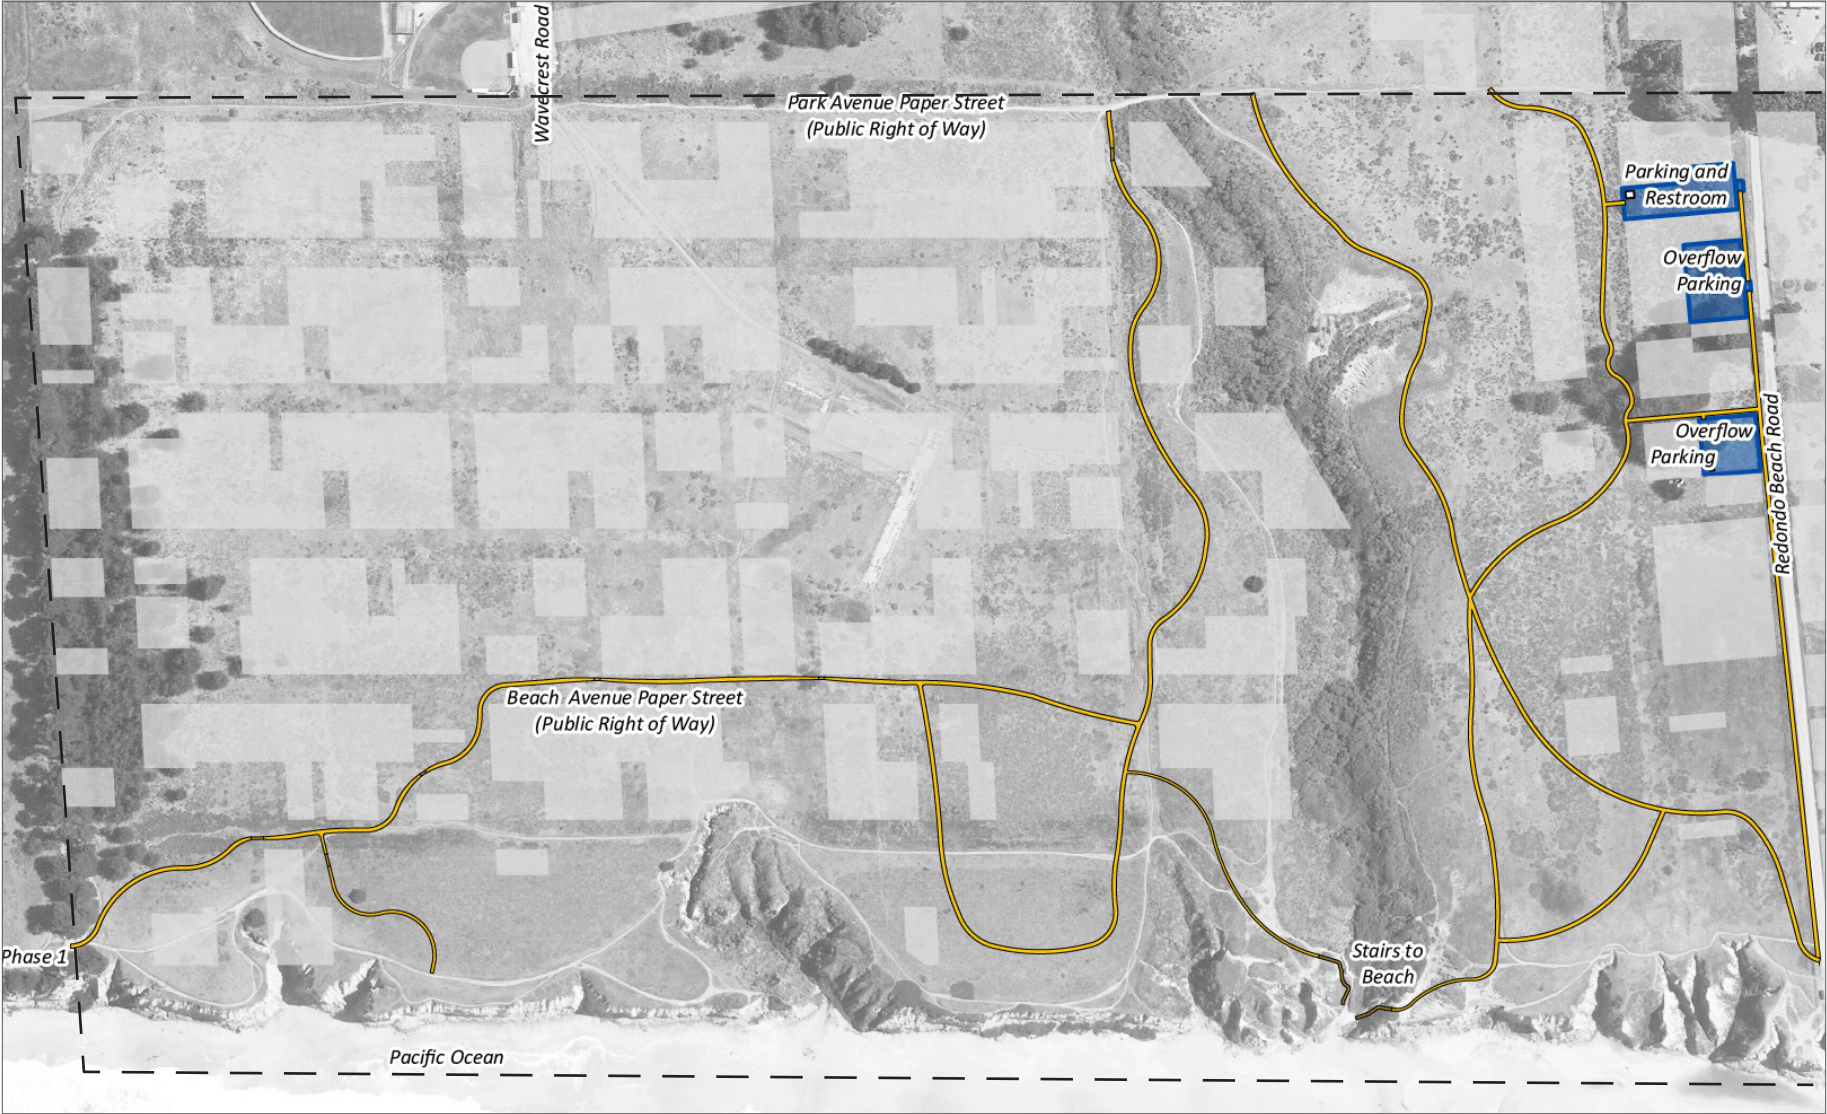 Wavecrest Road
Park Avenue Paper Street
(Public Right of Way)
Parking and
Restroom
Overflow
Parking
Overflow
Parking
Redondo Beach Road
Beach Avenue Paper Street
(Public Right of Way)
Phase 1
Stairs to
Beach
Pacific Ocean